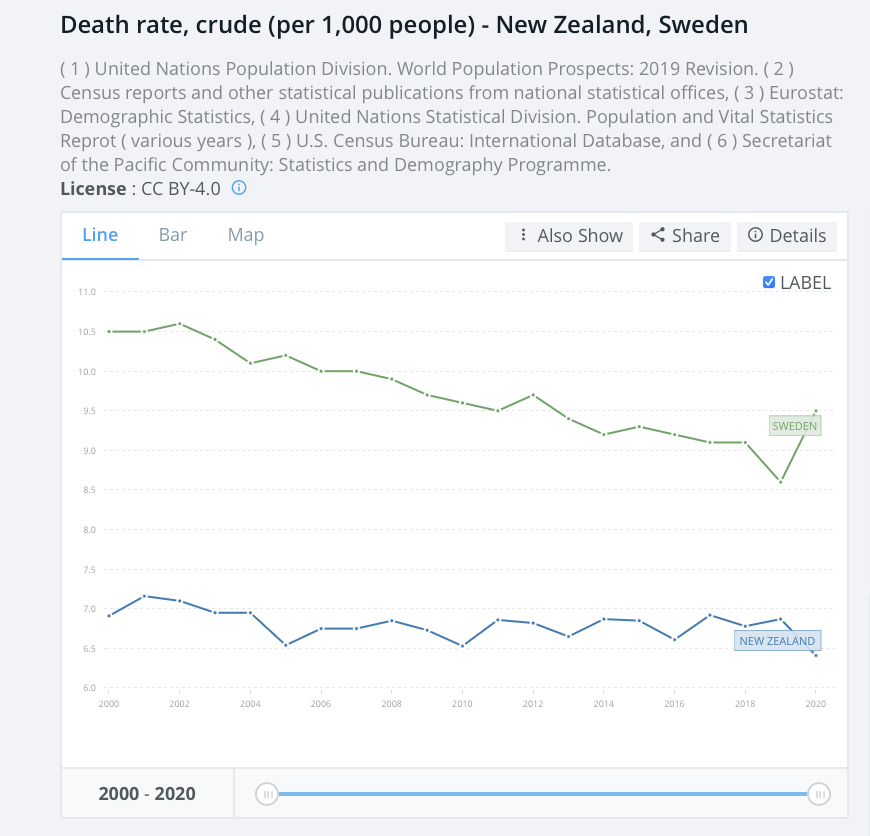 Death rate, crude (per 1,000 people) - New Zealand, Sweden
( 1 ) United Nations Population Division. World Population Prospects: 2019 Revision. ( 2 )
Census reports and other statistical publications from national statistical offices, ( 3 ) Eurostat:
Demographic Statistics, ( 4 ) United Nations Statistical Division. Population and Vital Statistics
Reprot ( various years ), ( 5 ) U.S. Census Bureau: International Database, and ( 6 ) Secretariat
of the Pacific Community: Statistics and Demography Programme.
License : CC BY-4.0
Line Bar Map Also Show Share Details
LABEL
11.0
10.5
10.0
9.5
SWEDEN
9.0
8.5
8.0
7.5
7.0
NEW ZEALAND
6.5
6.0
2000 2002 2004 2006 2008 2010 2012 2014 2016 2018 2020
2000 - 2020